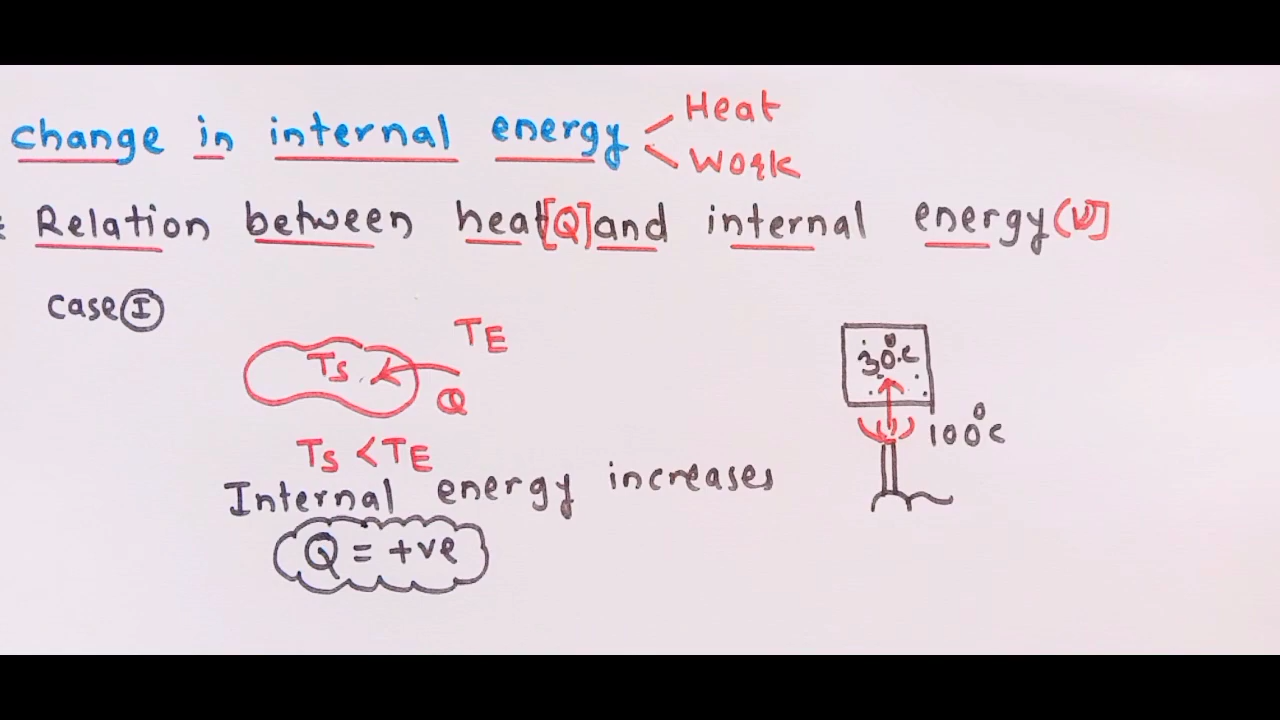 change in internal energy
Heat
Work
Relation between heat[Q]and internal energy(U]
case I
TE
Ts
Q
Ts < TE
Internal energy increases
Q = +ve
30°c
100°c